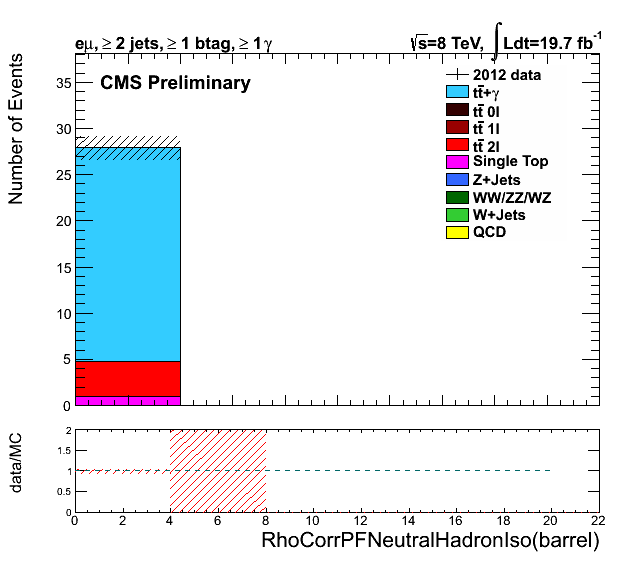 eμ, ≥ 2 jets, ≥ 1 btag, ≥ 1 γ
√s=8 TeV, ∫Ldt=19.7 fb⁻¹
CMS Preliminary
2012 data
tt̄+γ
tt̄ 0l
tt̄ 1l
tt̄ 2l
Single Top
Z+Jets
WW/ZZ/WZ
W+Jets
QCD
Number of Events
35
30
25
20
15
10
5
0
data/MC
2
1.5
1
0.5
0
0 2 4 6 8 10 12 14 16 18 20 22
RhoCorrPFNeutralHadronIso(barrel)